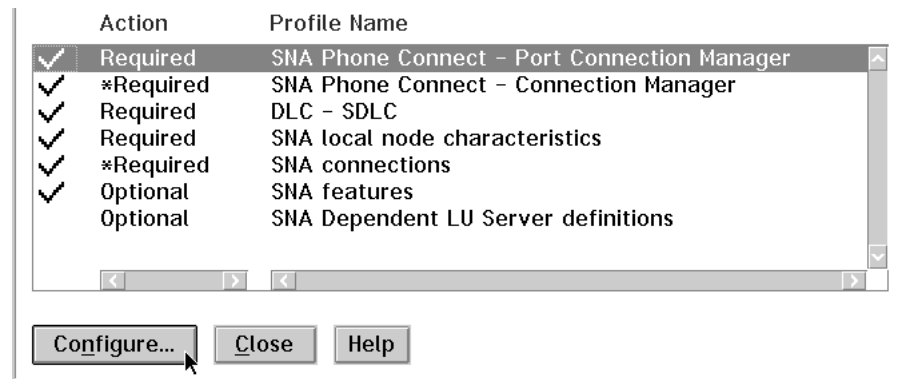 Action Profile Name
Required SNA Phone Connect - Port Connection Manager
*Required SNA Phone Connect - Connection Manager
Required DLC - SDLC
Required SNA local node characteristics
*Required SNA connections
Optional SNA features
Optional SNA Dependent LU Server definitions
Configure... Close Help